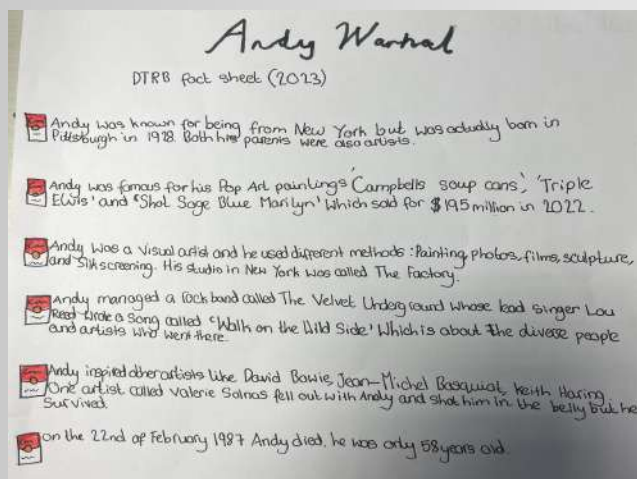 Andy Warhal
DTRB fact sheet (2023)
Andy was known for being from New York but was actually born in
Pittsburgh in 1928. Both his parents were also artists.
Andy was famous for his Pop Art paintings 'Campbells soup cans', 'Triple
Elvis' and 'Shot Sage Blue Marilyn' which sold for $195 million in 2022.
Andy was a visual artist and he used different methods: Painting, photos, films, sculpture,
and Silkscreening. His studio in New York was called The Factory.
Andy managed a rock band called The Velvet Underground whose lead singer Lou
Reed wrote a song called 'Walk on the Wild Side' which is about the diverse people
and artists who went there.
Andy inspired other artists like David Bowie, Jean-Michel Basquiat, Keith Haring.
One artist called Valerie Solnas fell out with Andy and shot him in the belly but he
Survived.
on the 22nd of February 1987 Andy died, he was only 58 years old.